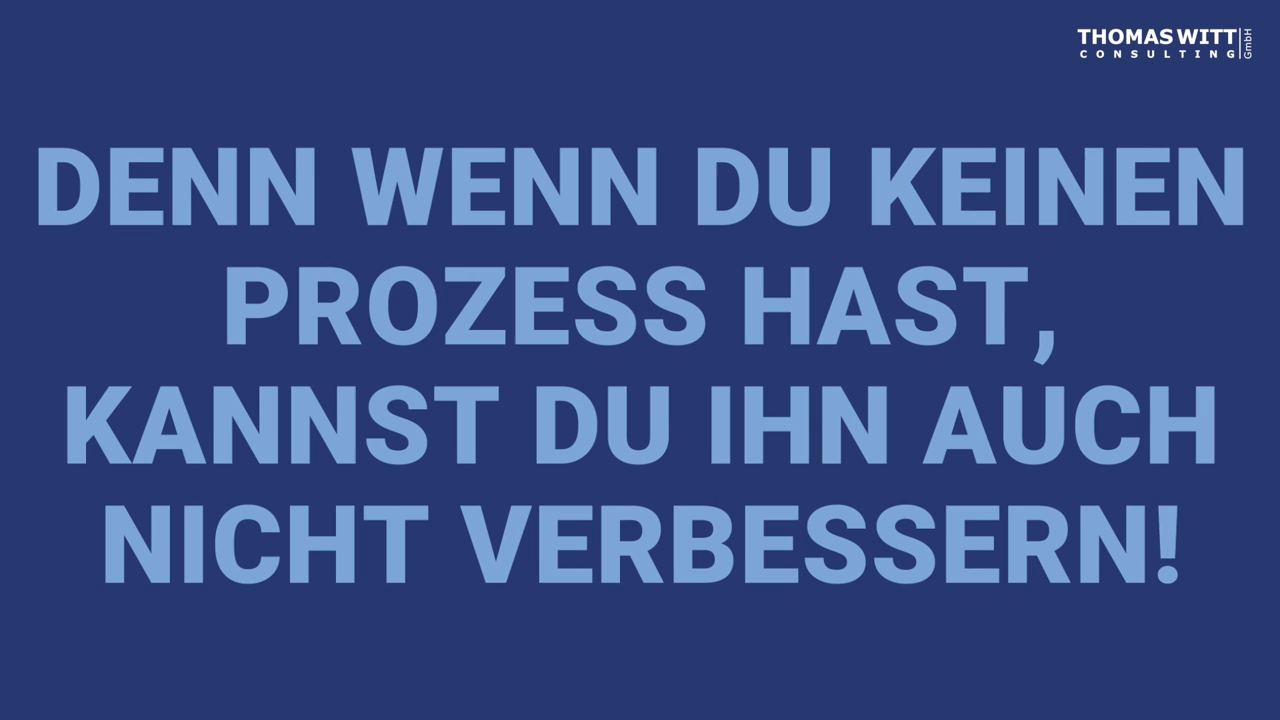 THOMAS WITT
CONSULTING
GmbH
DENN WENN DU KEINEN
PROZESS HAST,
KANNST DU IHN AUCH
NICHT VERBESSERN!